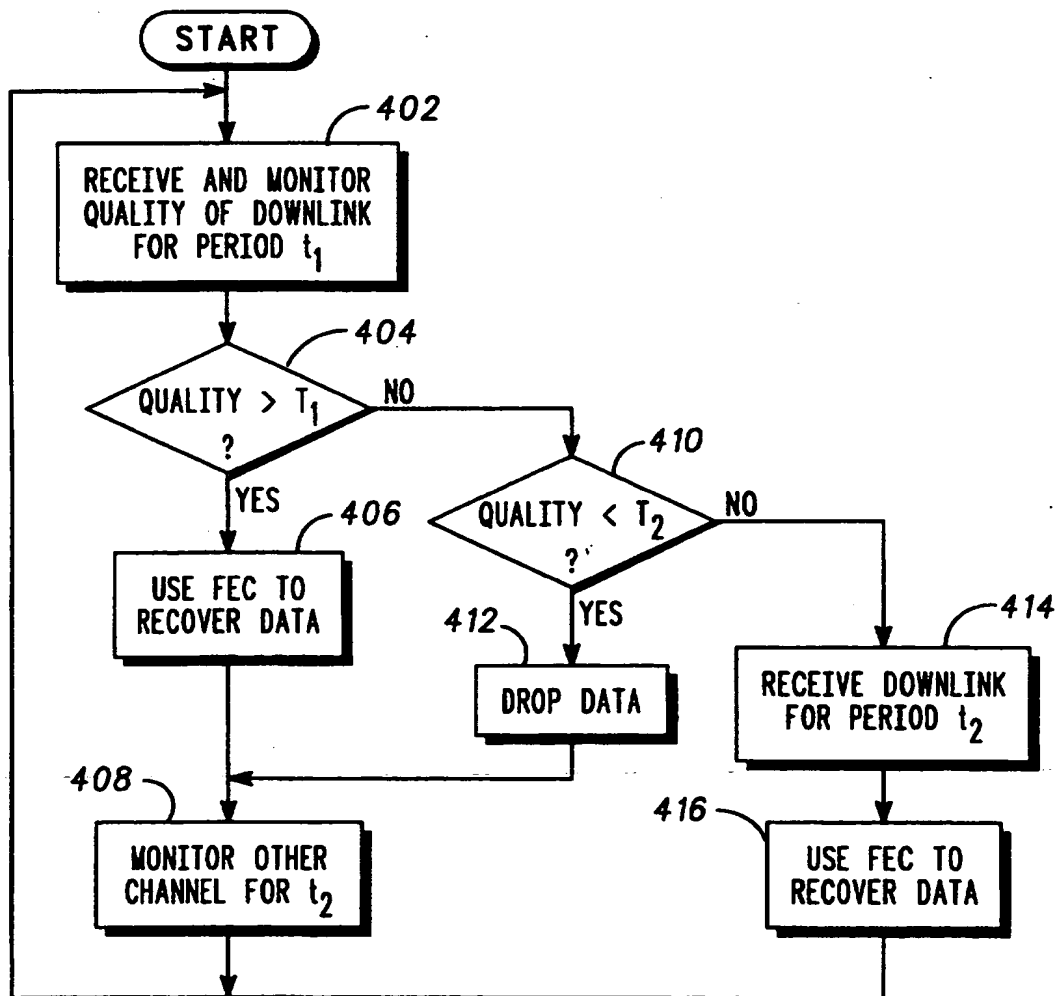 START
402
RECEIVE AND MONITOR
QUALITY OF DOWNLINK
FOR PERIOD t1
404
QUALITY > T1
?
NO
YES
410
QUALITY < T2
?
NO
YES
406
USE FEC TO
RECOVER DATA
412
DROP DATA
414
RECEIVE DOWNLINK
FOR PERIOD t2
408
MONITOR OTHER
CHANNEL FOR t2
416
USE FEC TO
RECOVER DATA